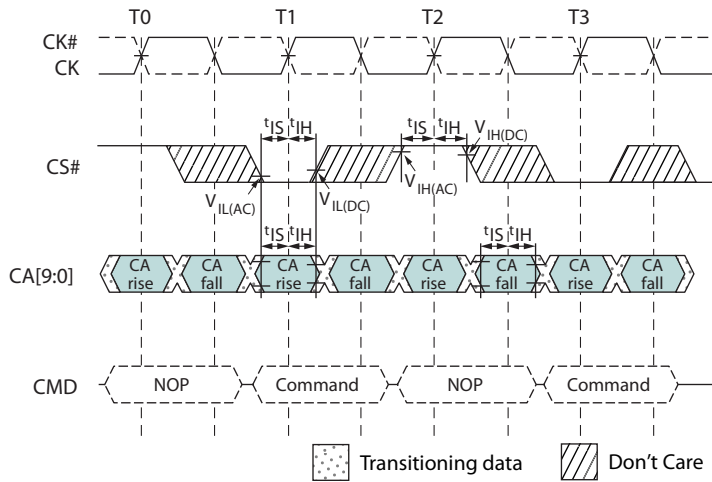 T0 T1 T2 T3
CK#
CK
tIS tIH tIS tIH
VIH(DC)
CS#
VIL(AC) VIL(DC) VIH(AC)
tIS tIH tIS tIH
CA[9:0] CA rise CA fall CA rise CA fall CA rise CA fall CA rise CA fall
CMD NOP Command NOP Command
Transitioning data Don't Care